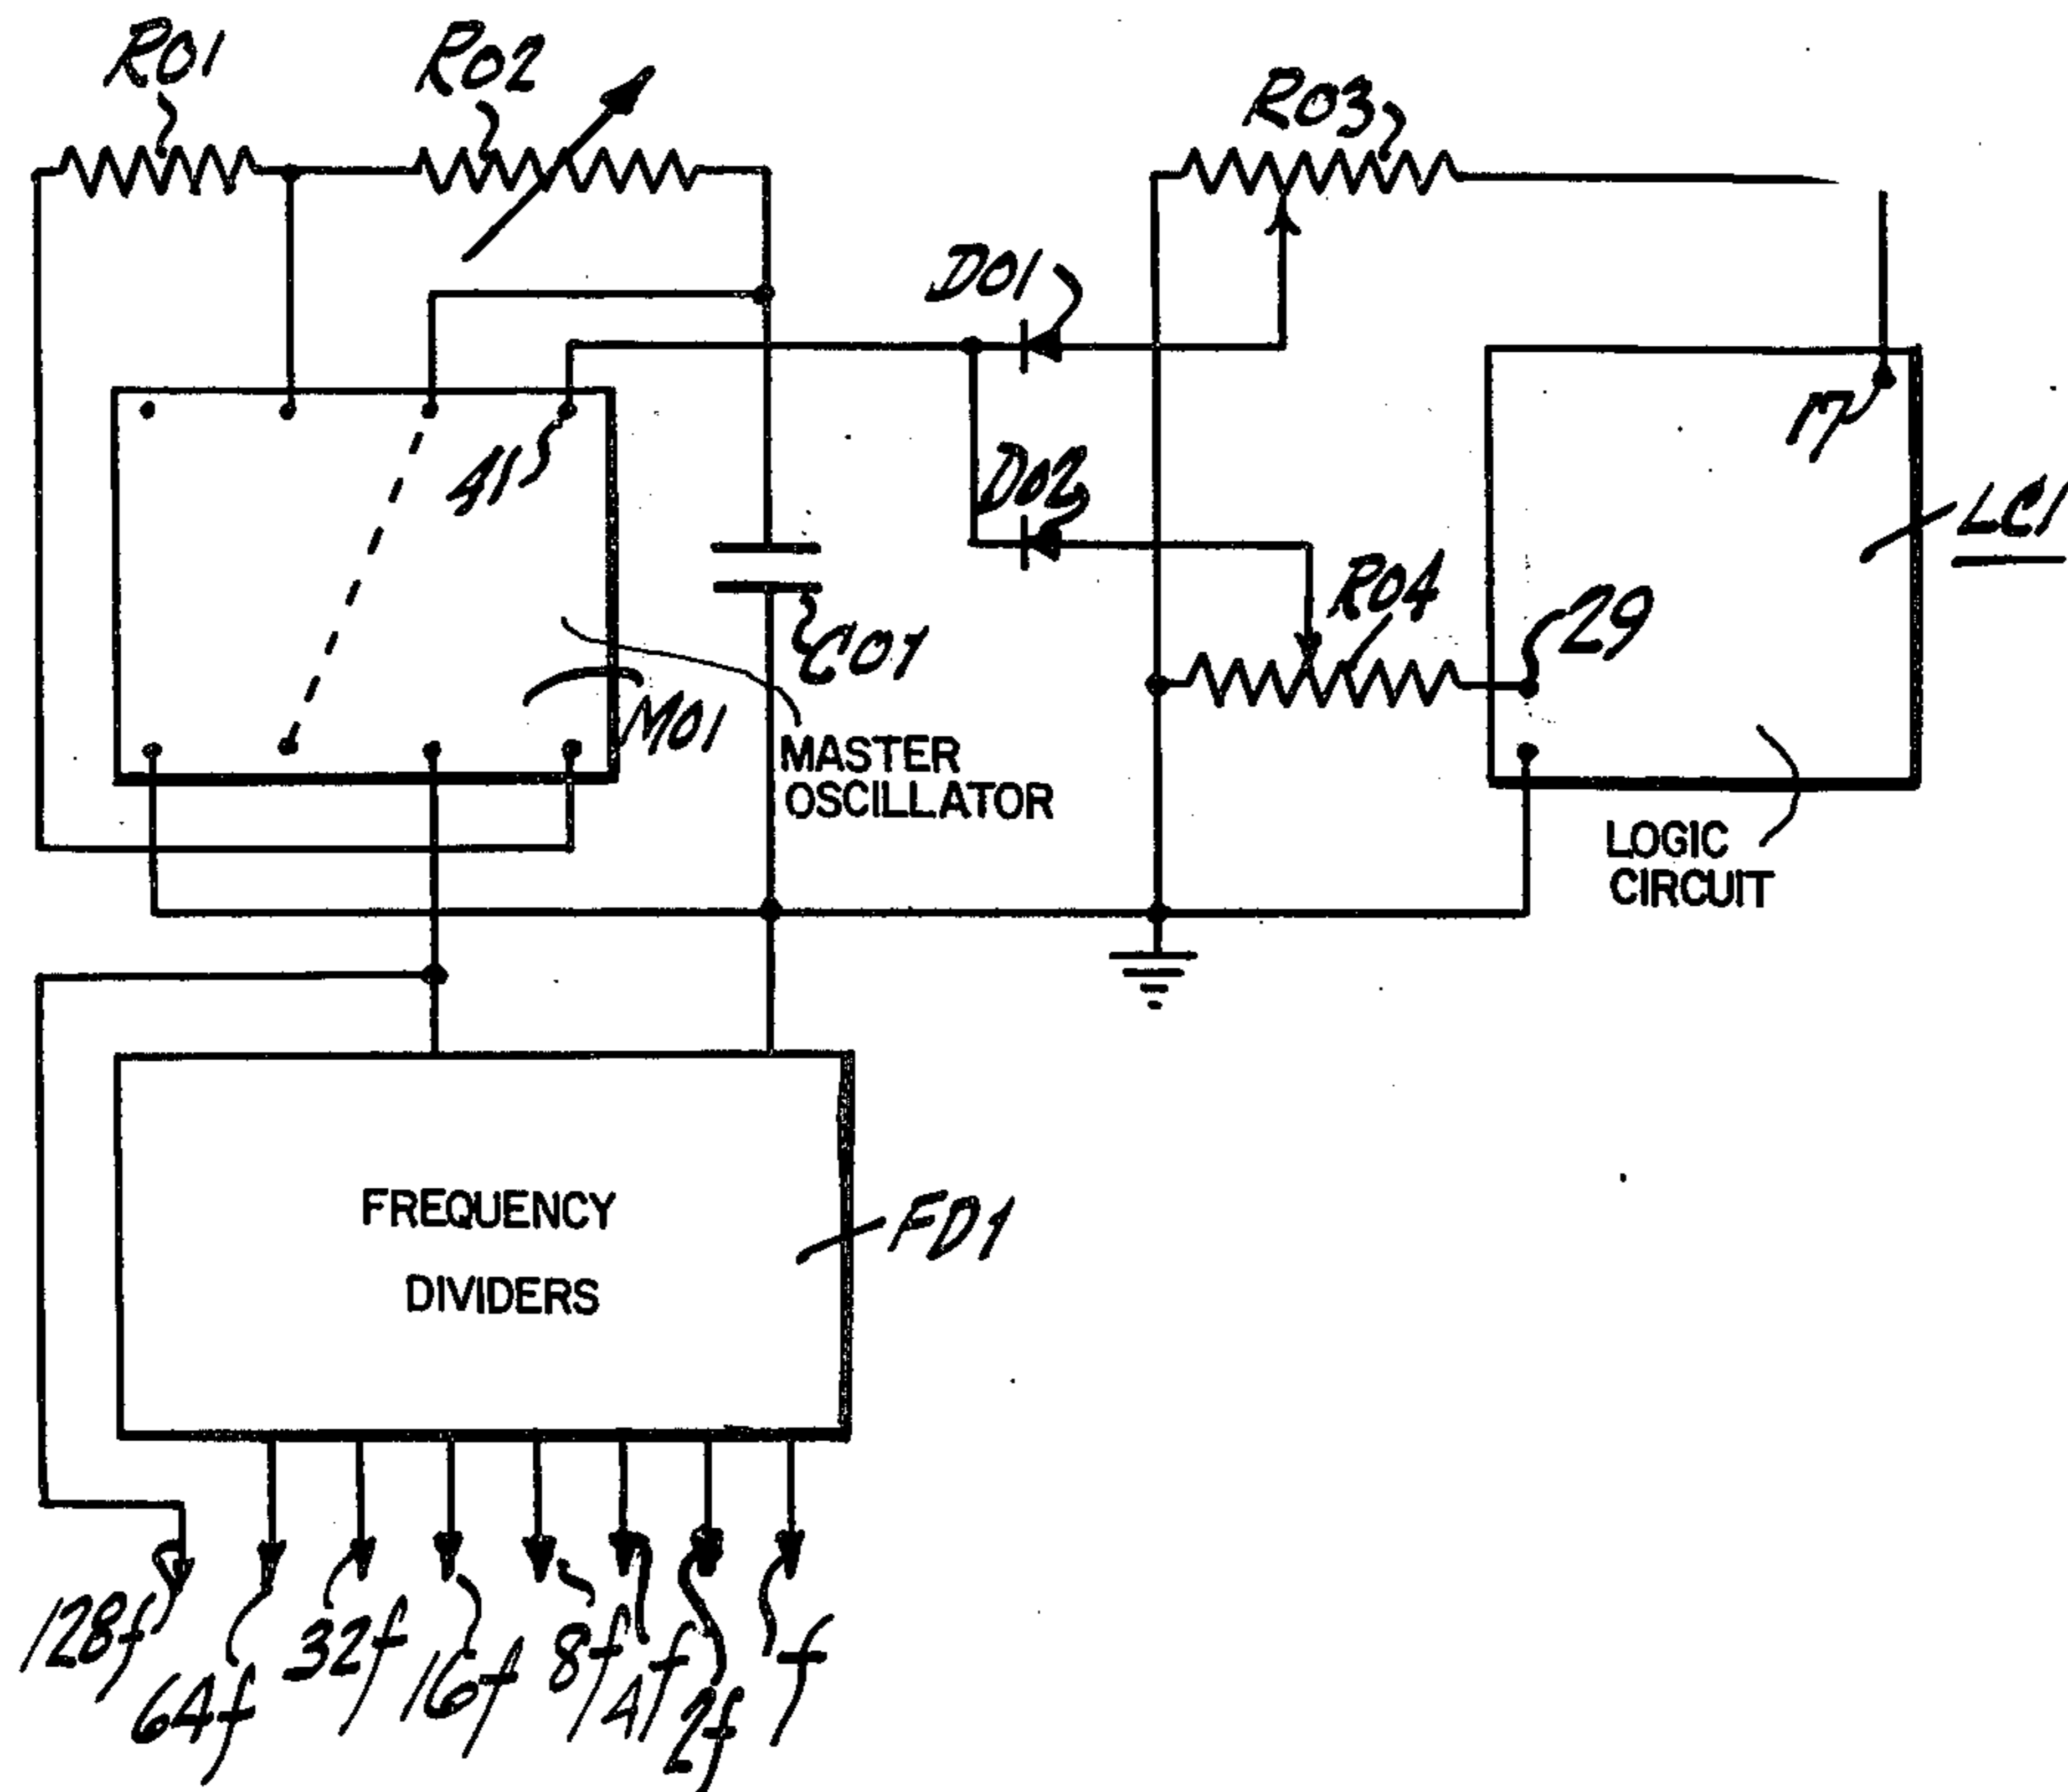 R01
R02
R03
D01
41
D02
17
LC1
R04
29
C01
M01
MASTER
OSCILLATOR
LOGIC
CIRCUIT
FREQUENCY
DIVIDERS
FD1
128f
64f
32f
16f
8f
4f
2f
f